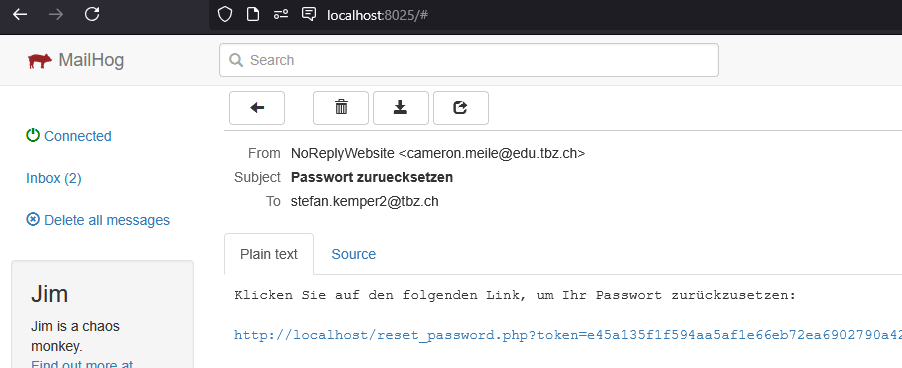 localhost:8025/#
MailHog
Search
Connected
Inbox (2)
Delete all messages
Jim
Jim is a chaos
monkey.
Find out more at
From NoReplyWebsite <cameron.meile@edu.tbz.ch>
Subject Passwort zuruecksetzen
To stefan.kemper2@tbz.ch
Plain text Source
Klicken Sie auf den folgenden Link, um Ihr Passwort zurückzusetzen:
http://localhost/reset_password.php?token=e45a135f1f594aa5af1e66eb72ea6902790a42